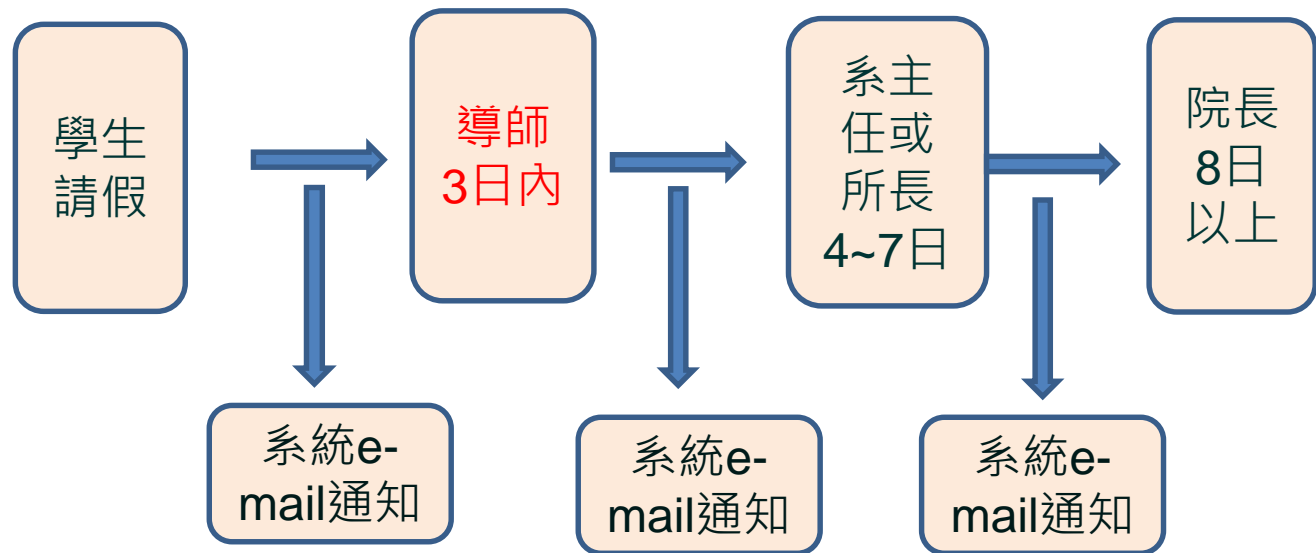 學生
請假
導師
3日內
系主
任或
所長
4~7日
院長
8日
以上
系統e-
mail通知
系統e-
mail通知
系統e-
mail通知